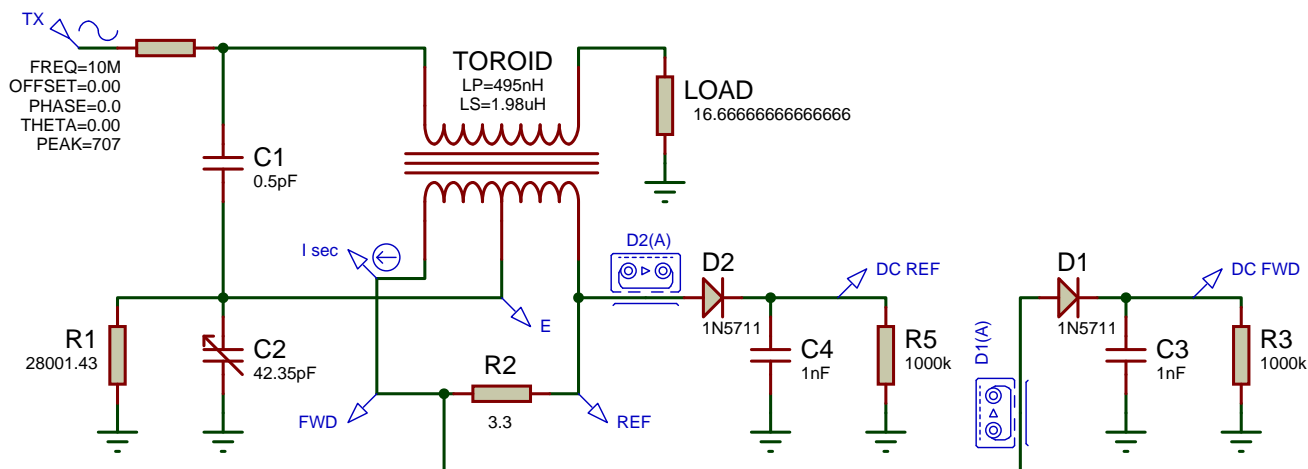 TX
FREQ=10M
OFFSET=0.00
PHASE=0.0
THETA=0.00
PEAK=707
TOROID
LP=495nH
LS=1.98uH
LOAD
16.66666666666666
C1
0.5pF
I sec
D2(A)
D2
1N5711
DC REF
D1
1N5711
DC FWD
E
R1
28001.43
C2
42.35pF
R2
3.3
FWD
REF
C4
1nF
R5
1000k
D1(A)
C3
1nF
R3
1000k